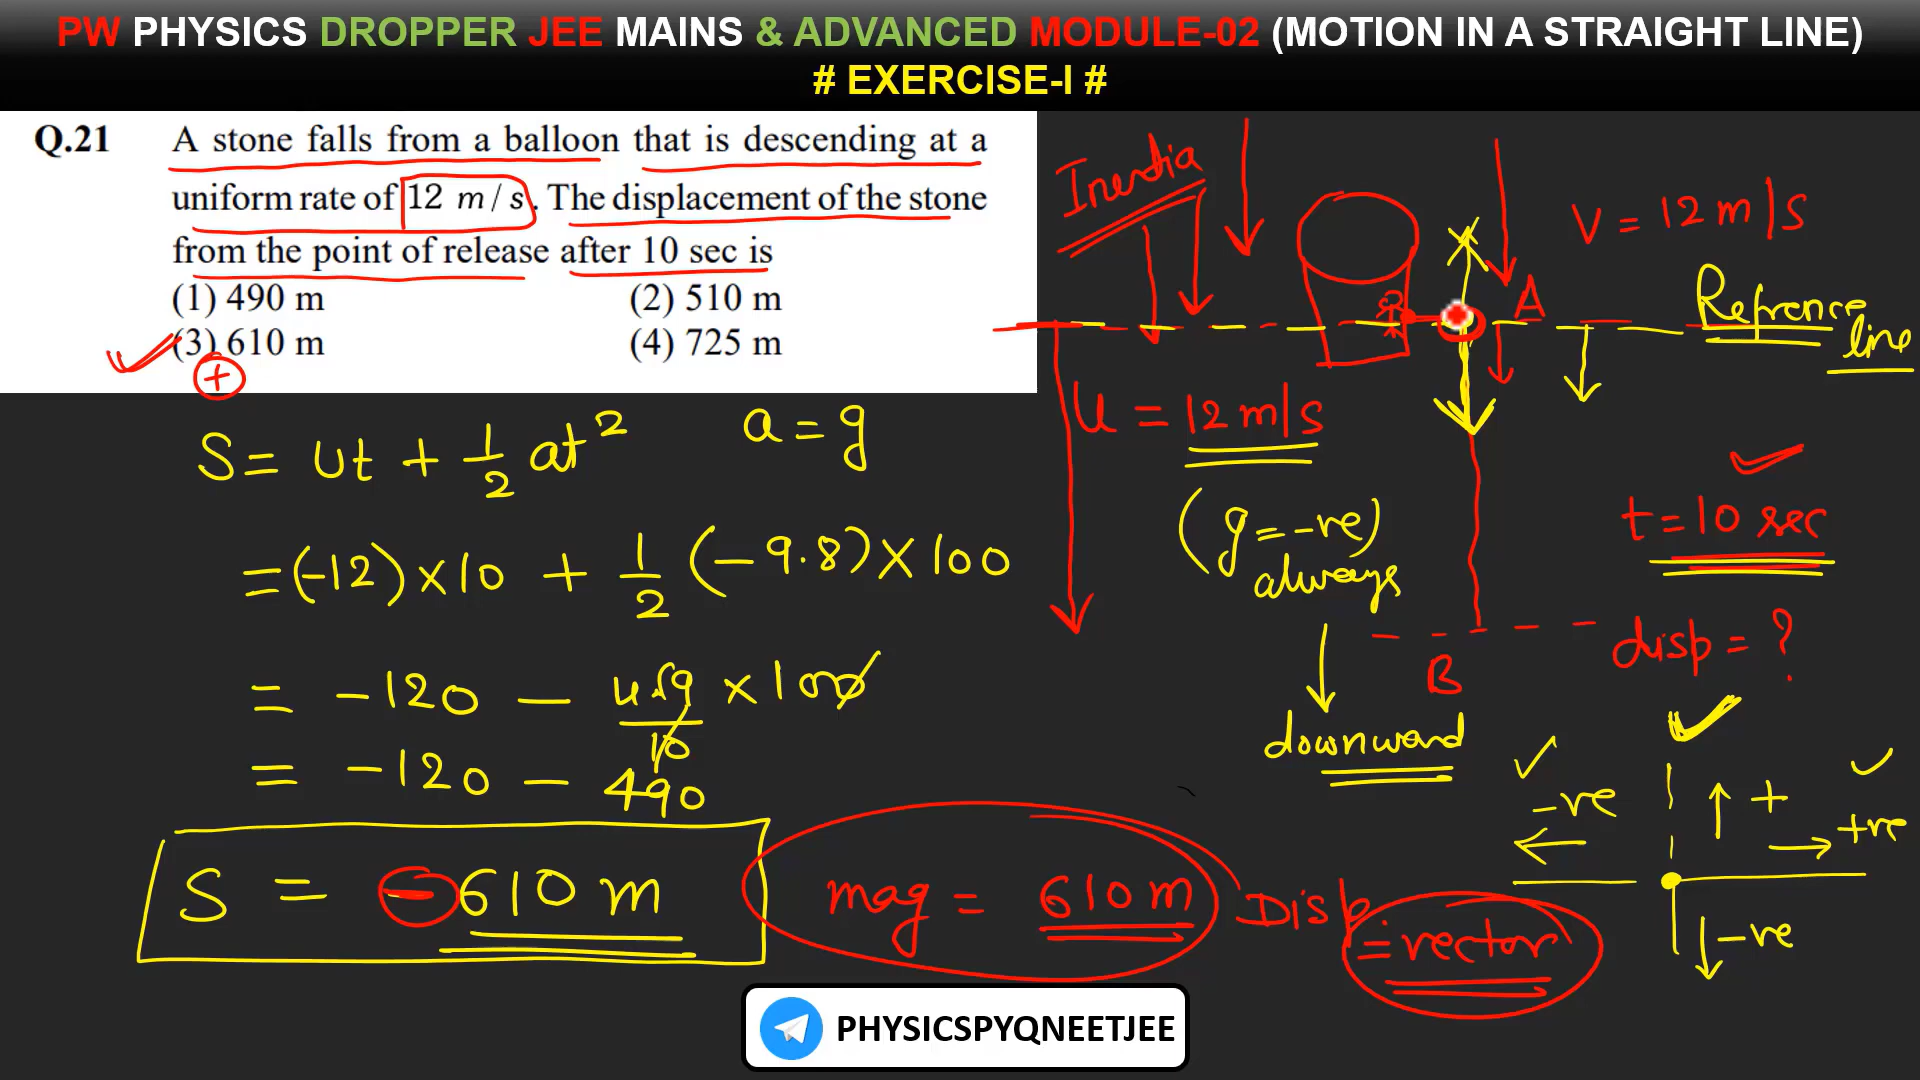 PW PHYSICS DROPPER JEE MAINS & ADVANCED MODULE-02 (MOTION IN A STRAIGHT LINE)
# EXERCISE-I #
Q.21 A stone falls from a balloon that is descending at a
uniform rate of 12 m/s. The displacement of the stone
from the point of release after 10 sec is
(1) 490 m (2) 510 m
(3) 610 m (4) 725 m
+
S = ut + 1/2 at² a = g
= (-12) × 10 + 1/2 (-9.8) × 100
= -120 - 49/10 × 100
= -120 - 490
S = - 610 m
mag = 610 m
Disp
= vector
Inertia
V = 12 m/s
A
Refrence
line
u = 12 m/s
(g = -ve)
always
downward
t = 10 sec
disp = ?
B
-ve
+
+ve
-ve
PHYSICSPYQNEETJEE